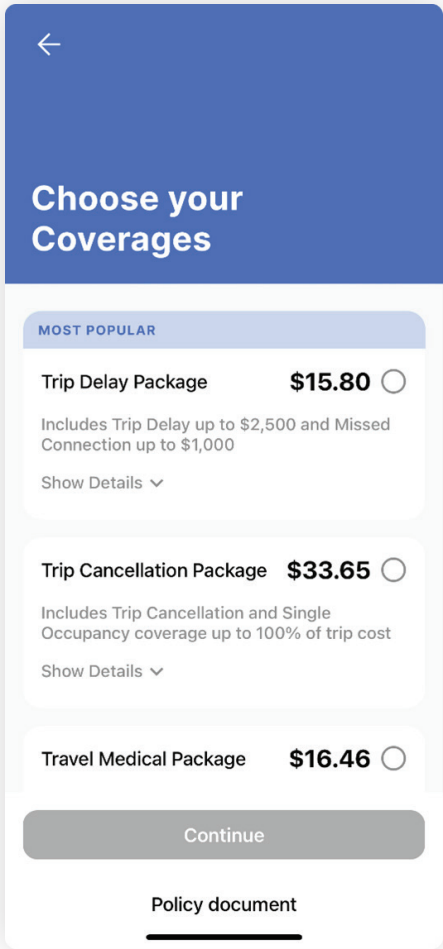 Choose your
Coverages
MOST POPULAR
Trip Delay Package $15.80
Includes Trip Delay up to $2,500 and Missed
Connection up to $1,000
Show Details
Trip Cancellation Package $33.65
Includes Trip Cancellation and Single
Occupancy coverage up to 100% of trip cost
Show Details
Travel Medical Package $16.46
Continue
Policy document